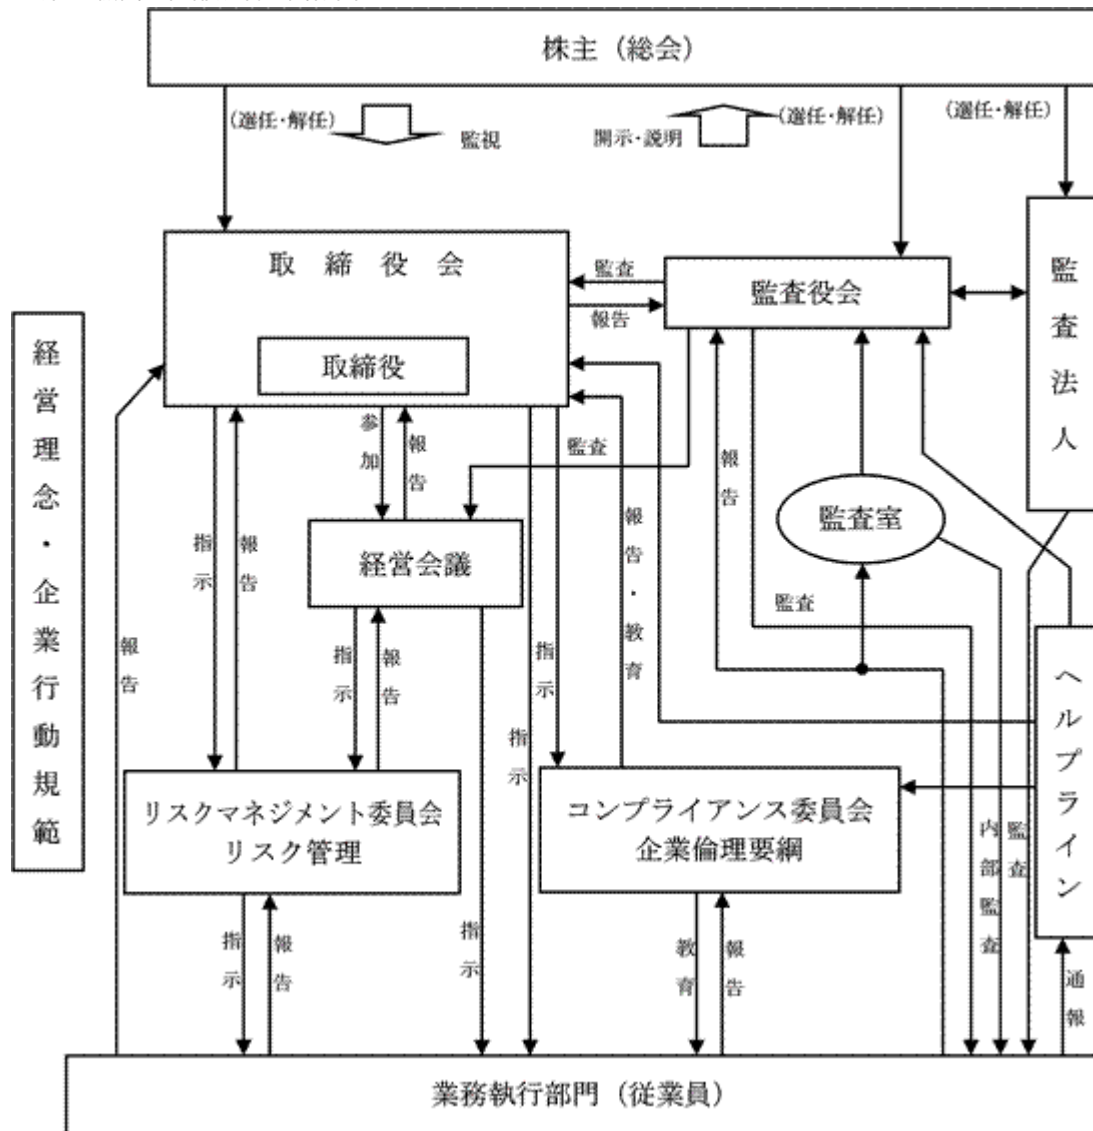 株主（総会）
(選任・解任)
監視
開示・説明
(選任・解任)
(選任・解任)
取締役会
取締役
監査
報告
監査役会
監査法人
経営理念・企業行動規範
参加
報告
監査
報告
監査室
指示
報告
経営会議
報告・教育
監査
報告
指示
報告
指示
指示
ヘルプライン
リスクマネジメント委員会
リスク管理
コンプライアンス委員会
企業倫理要綱
内部監査
監査
指示
報告
指示
教育
報告
通報
業務執行部門（従業員）